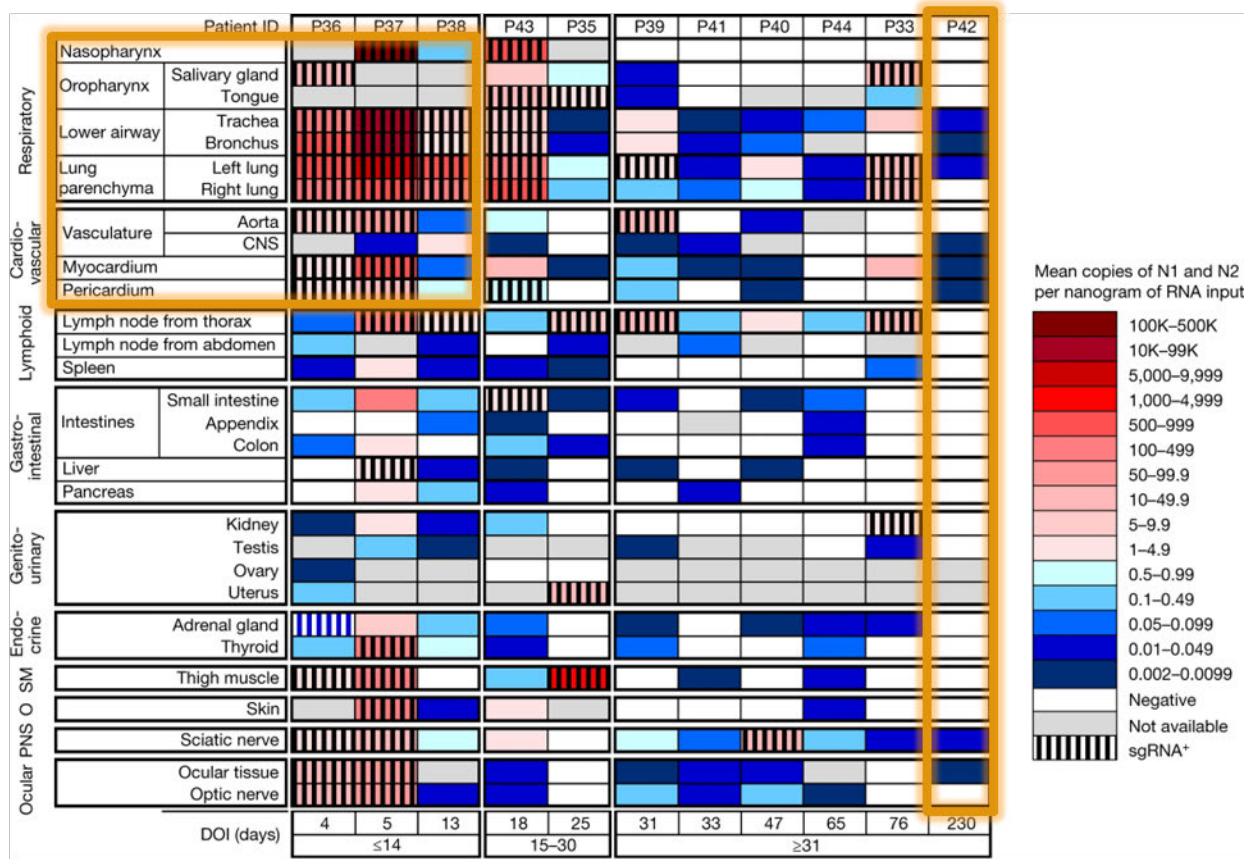 Patient ID P36 P37 P38 P43 P35 P39 P41 P40 P44 P33 P42
Respiratory
Nasopharynx
Oropharynx
Salivary gland
Tongue
Lower airway
Trachea
Bronchus
Lung parenchyma
Left lung
Right lung
Cardio-
vascular
Vasculature
Aorta
CNS
Myocardium
Pericardium
Lymphoid
Lymph node from thorax
Lymph node from abdomen
Spleen
Gastro-
intestinal
Intestines
Small intestine
Appendix
Colon
Liver
Pancreas
Genito-
urinary
Kidney
Testis
Ovary
Uterus
Endo-
crine
Adrenal gland
Thyroid
SM
Thigh muscle
O
Skin
PNS
Sciatic nerve
Ocular
Ocular tissue
Optic nerve
DOI (days) 4 5 13 18 25 31 33 47 65 76 230
≤14 15–30 ≥31
Mean copies of N1 and N2
per nanogram of RNA input
100K–500K
10K–99K
5,000–9,999
1,000–4,999
500–999
100–499
50–99.9
10–49.9
5–9.9
1–4.9
0.5–0.99
0.1–0.49
0.05–0.099
0.01–0.049
0.002–0.0099
Negative
Not available
sgRNA⁺